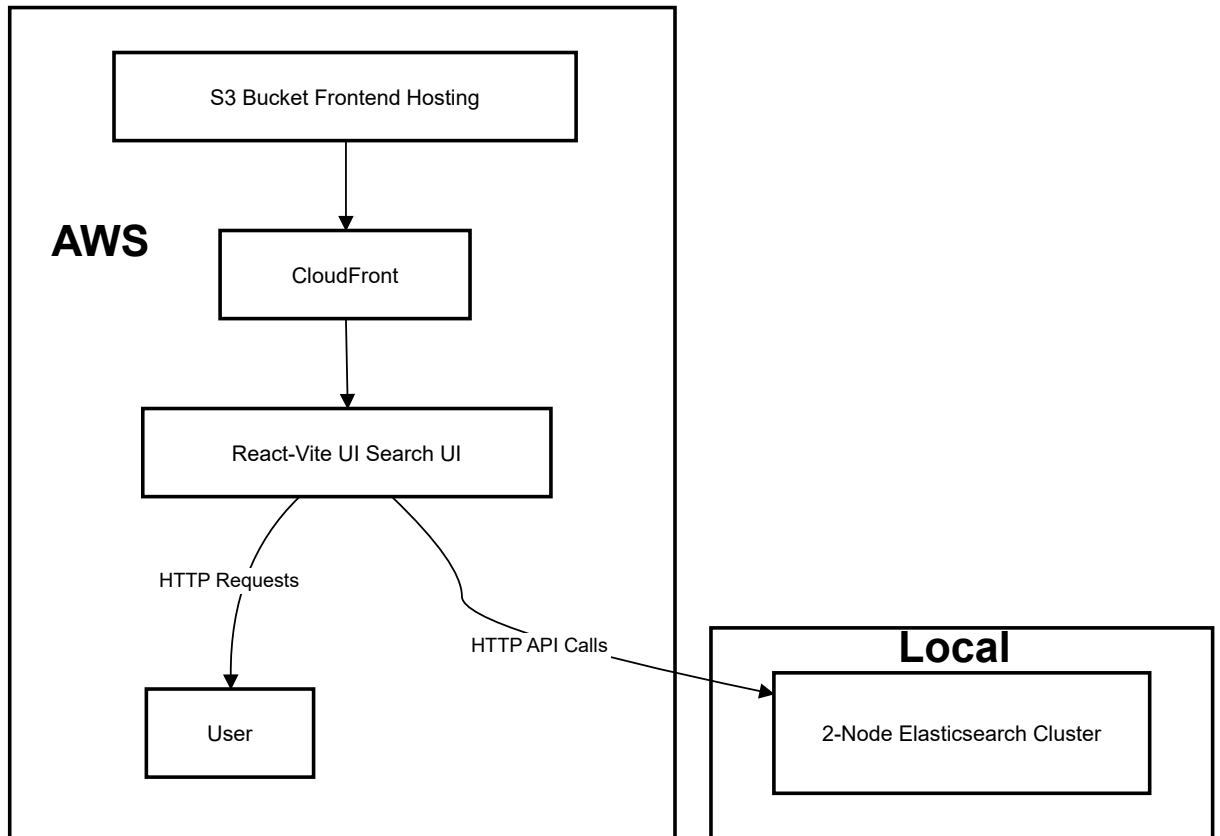 S3 Bucket Frontend Hosting
AWS
CloudFront
React-Vite UI Search UI
HTTP Requests
HTTP API Calls
Local
User
2-Node Elasticsearch Cluster